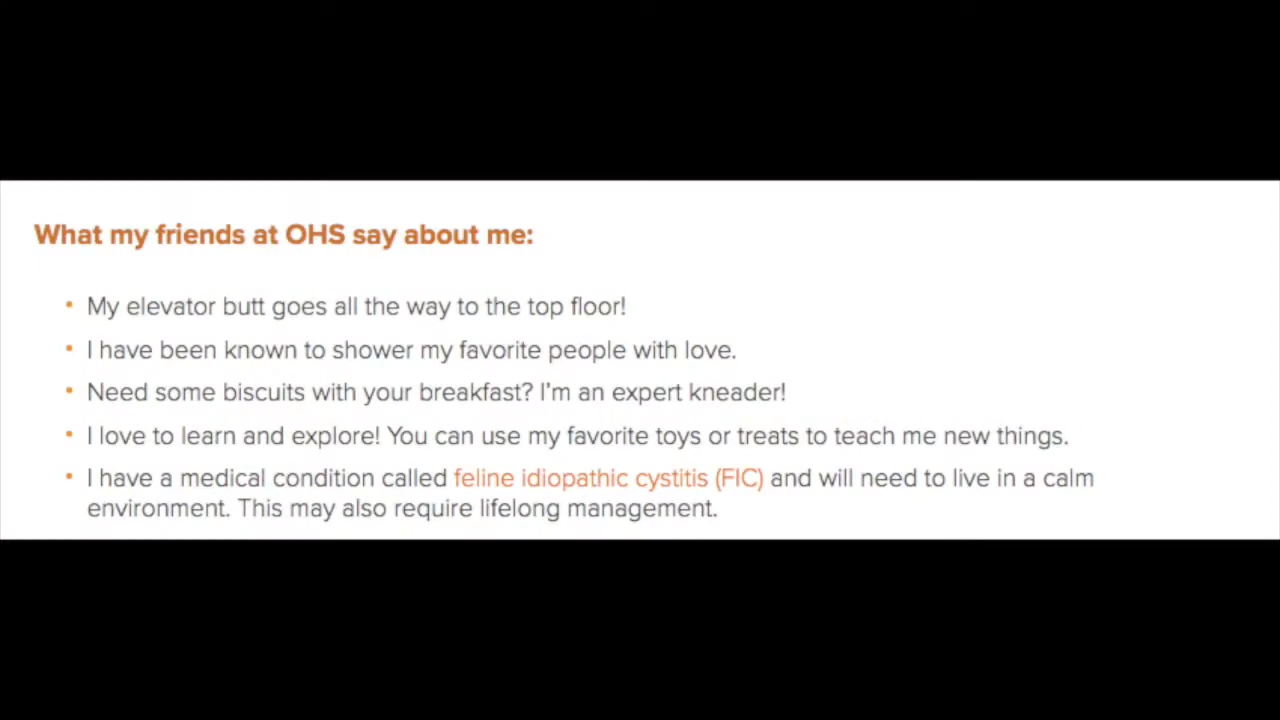 What my friends at OHS say about me:
• My elevator butt goes all the way to the top floor!
• I have been known to shower my favorite people with love.
• Need some biscuits with your breakfast? I'm an expert kneader!
• I love to learn and explore! You can use my favorite toys or treats to teach me new things.
• I have a medical condition called feline idiopathic cystitis (FIC) and will need to live in a calm
environment. This may also require lifelong management.